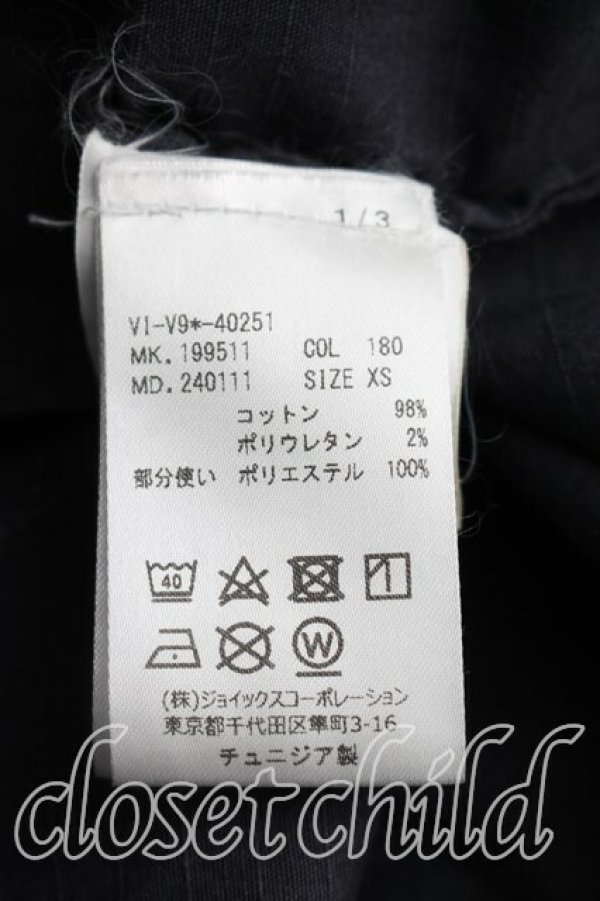 1/3
VI-V9*-40251
MK.199511 COL 180
MD.240111 SIZE XS
コットン 98%
ポリウレタン 2%
部分使い ポリエステル 100%
40
W
(株)ジョイックスコーポレーション
東京都千代田区隼町3-16
チュニジア製
closet child